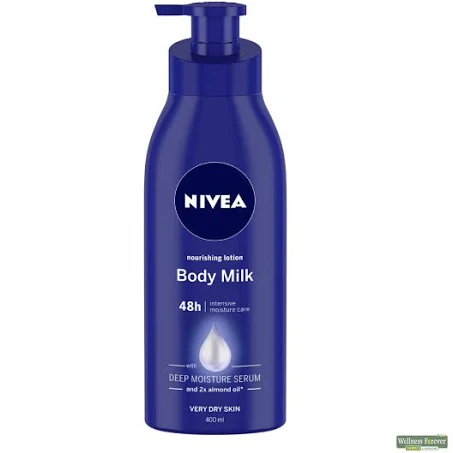 NIVEA
nourishing lotion
Body Milk
48h
intensive
moisture care
with
DEEP MOISTURE SERUM
and 2x almond oil*
VERY DRY SKIN
400 ml
Wellness Forever